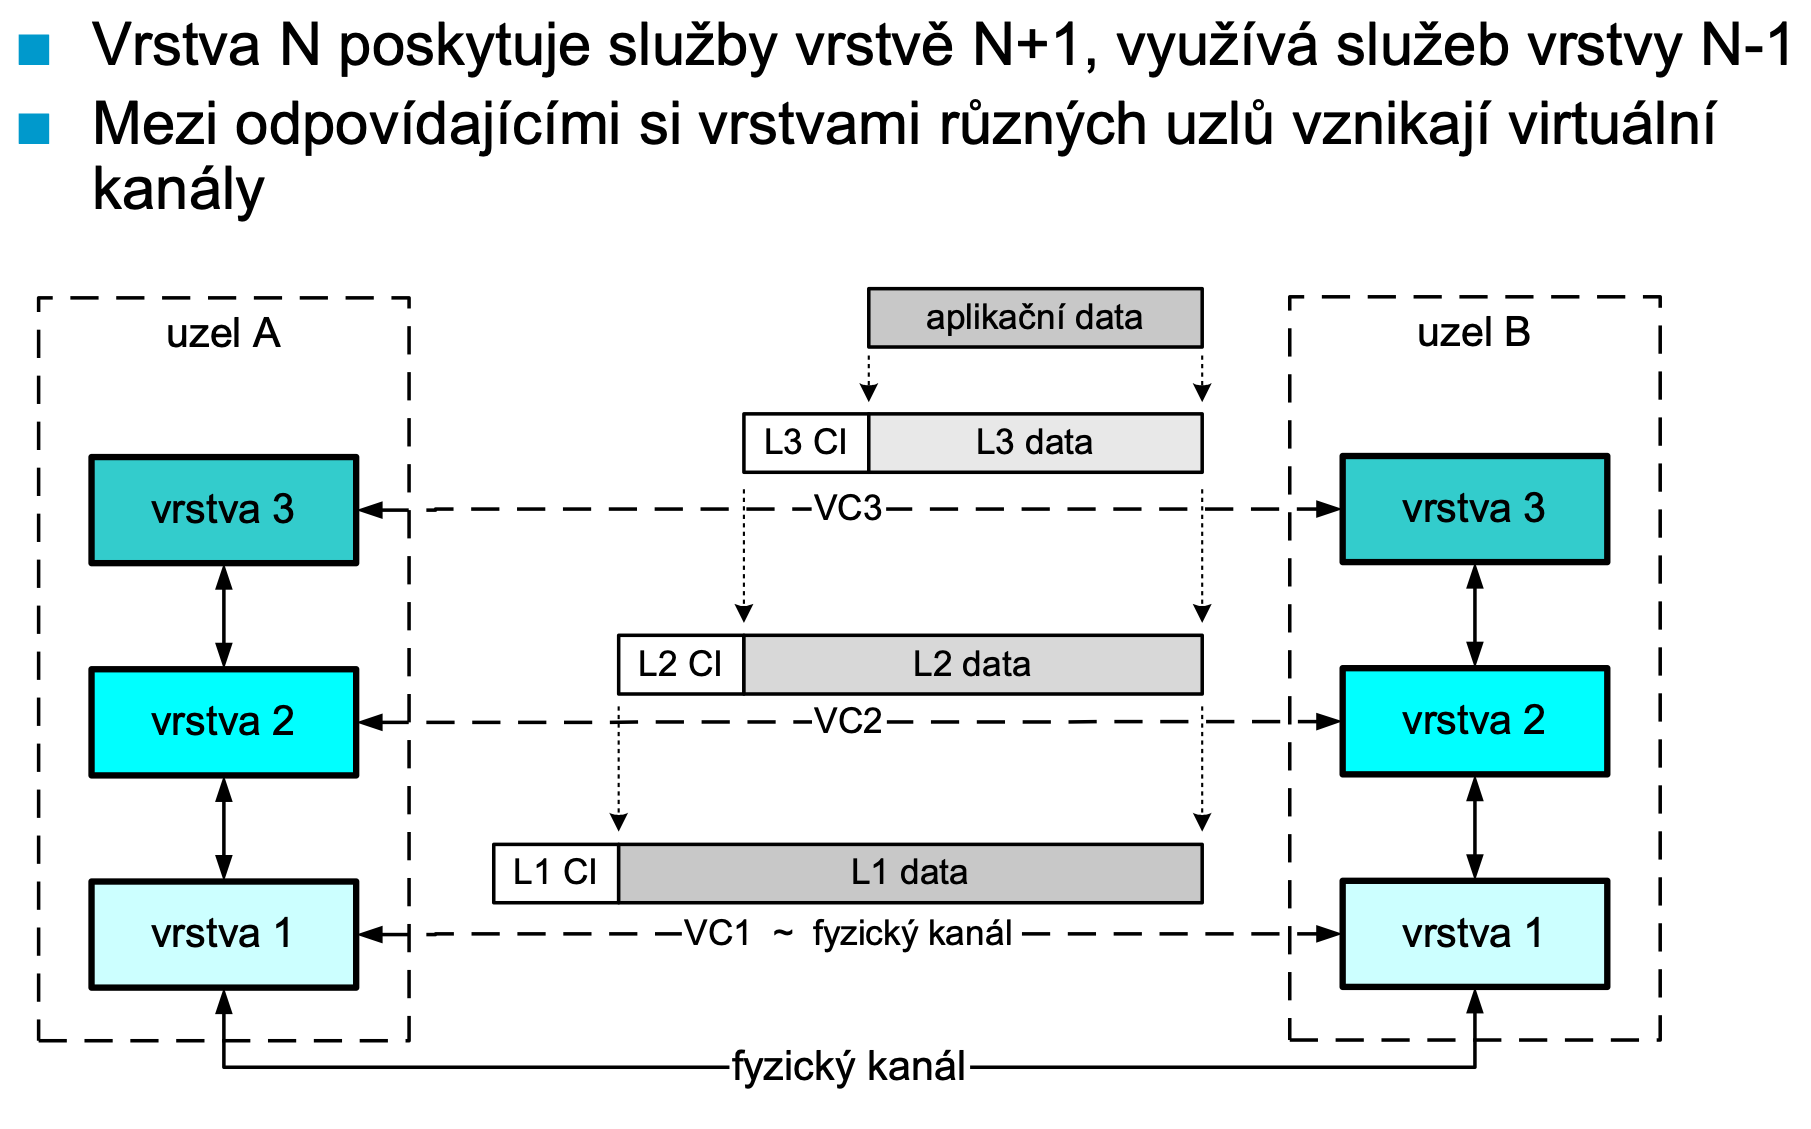 Vrstva N poskytuje služby vrstvě N+1, využívá služeb vrstvy N-1
Mezi odpovídajícími si vrstvami různých uzlů vznikají virtuální
kanály
uzel A
aplikační data
uzel B
L3 CI
L3 data
vrstva 3
VC3
vrstva 3
L2 CI
L2 data
vrstva 2
VC2
vrstva 2
L1 CI
L1 data
vrstva 1
VC1 ~ fyzický kanál
vrstva 1
fyzický kanál